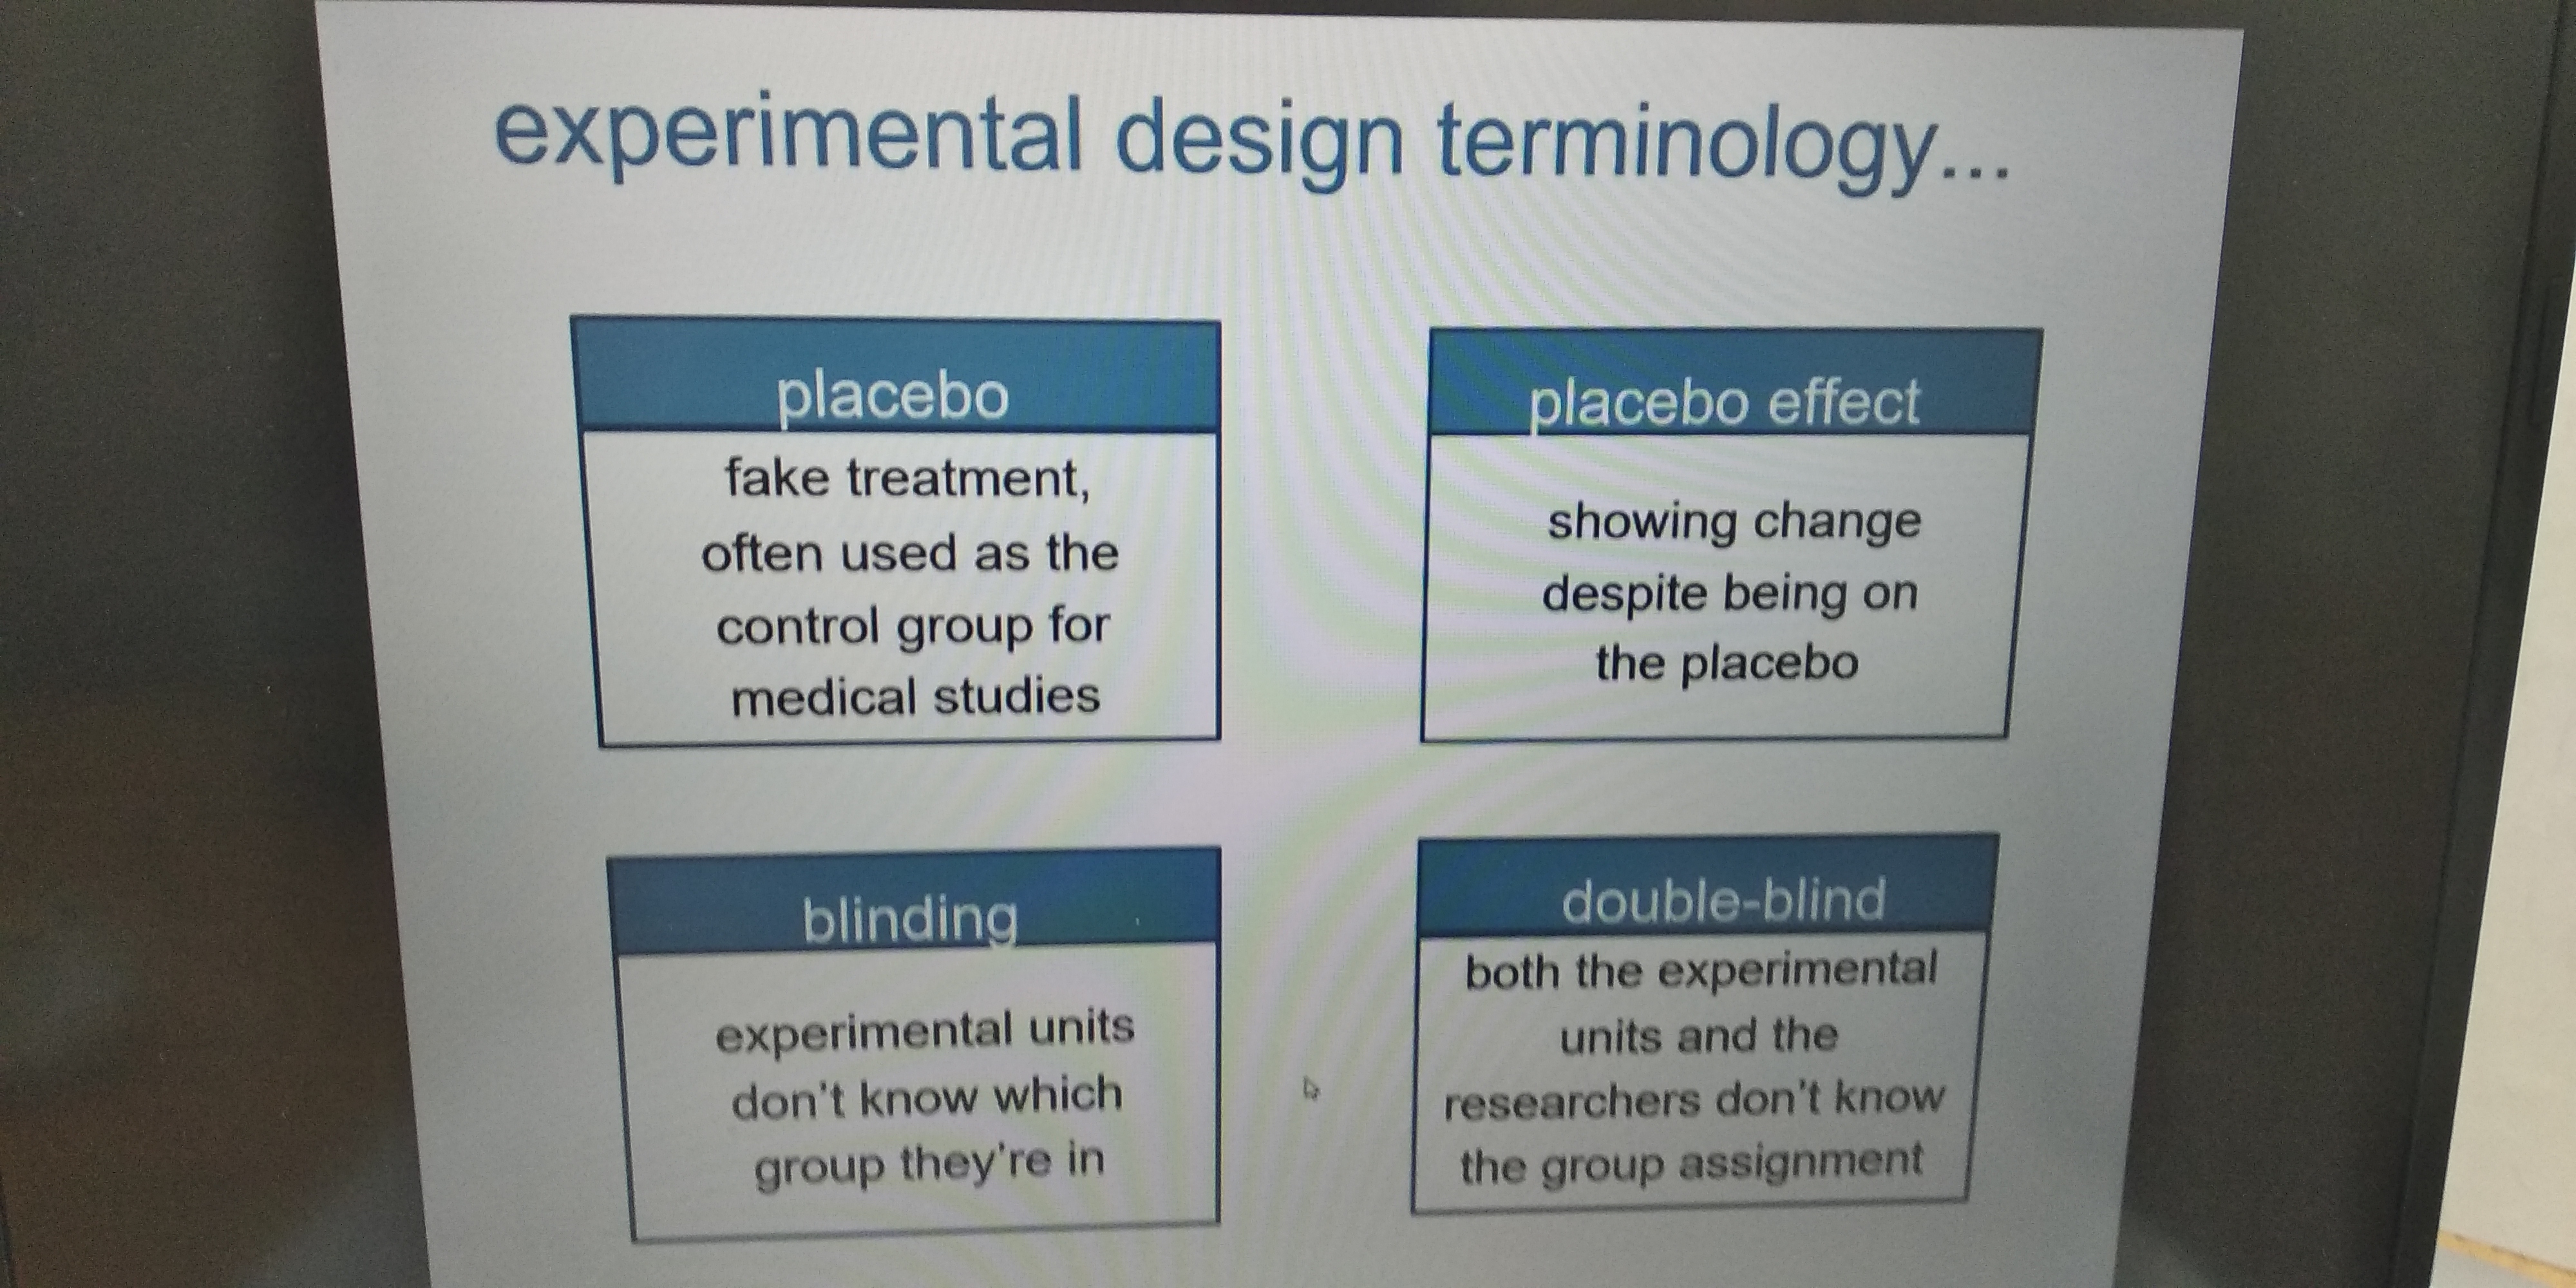 experimental design terminology...
placebo
fake treatment,
often used as the
control group for
medical studies
placebo effect
showing change
despite being on
the placebo
blinding
experimental units
don't know which
group they're in
double-blind
both the experimental
units and the
researchers don't know
the group assignment